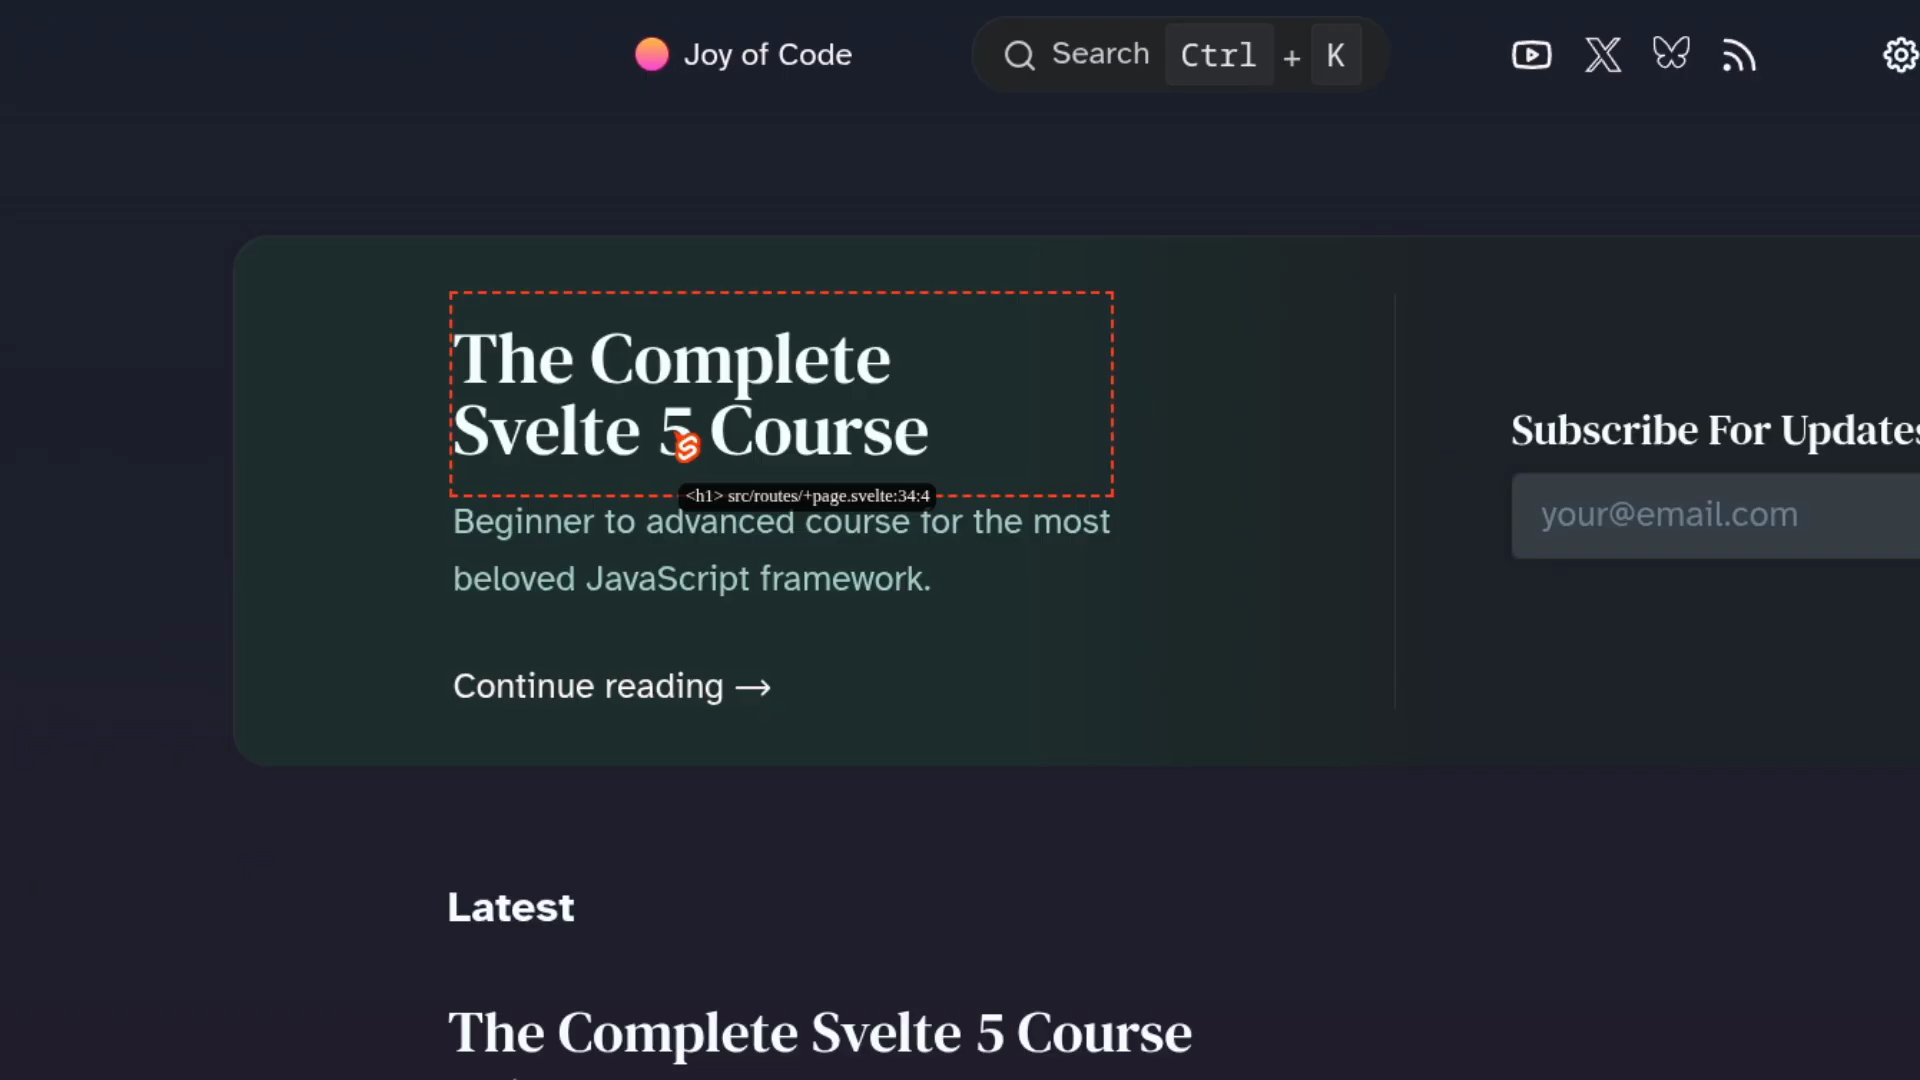 Joy of Code
Search Ctrl + K
The Complete
Svelte 5 Course
<h1> src/routes/+page.svelte:34:4
Beginner to advanced course for the most
beloved JavaScript framework.
Continue reading →
Subscribe For Updates
your@email.com
Latest
The Complete Svelte 5 Course